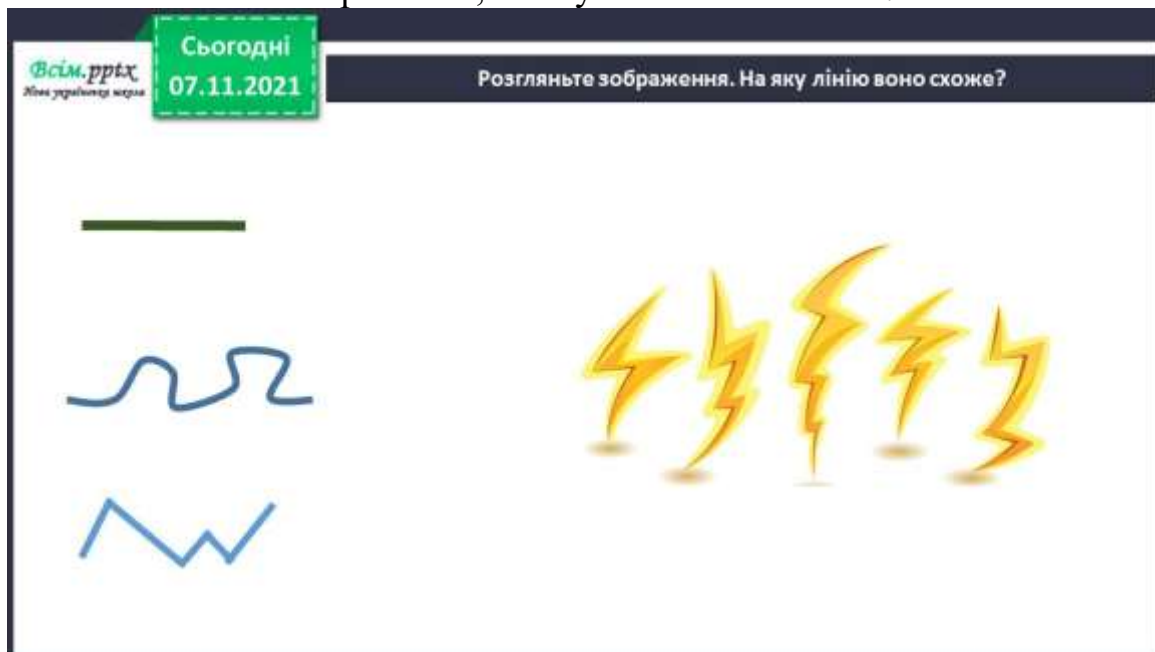 Сьогодні
07.11.2021
Всім.pptx
Нова українська школа
Розгляньте зображення. На яку лінію воно схоже?